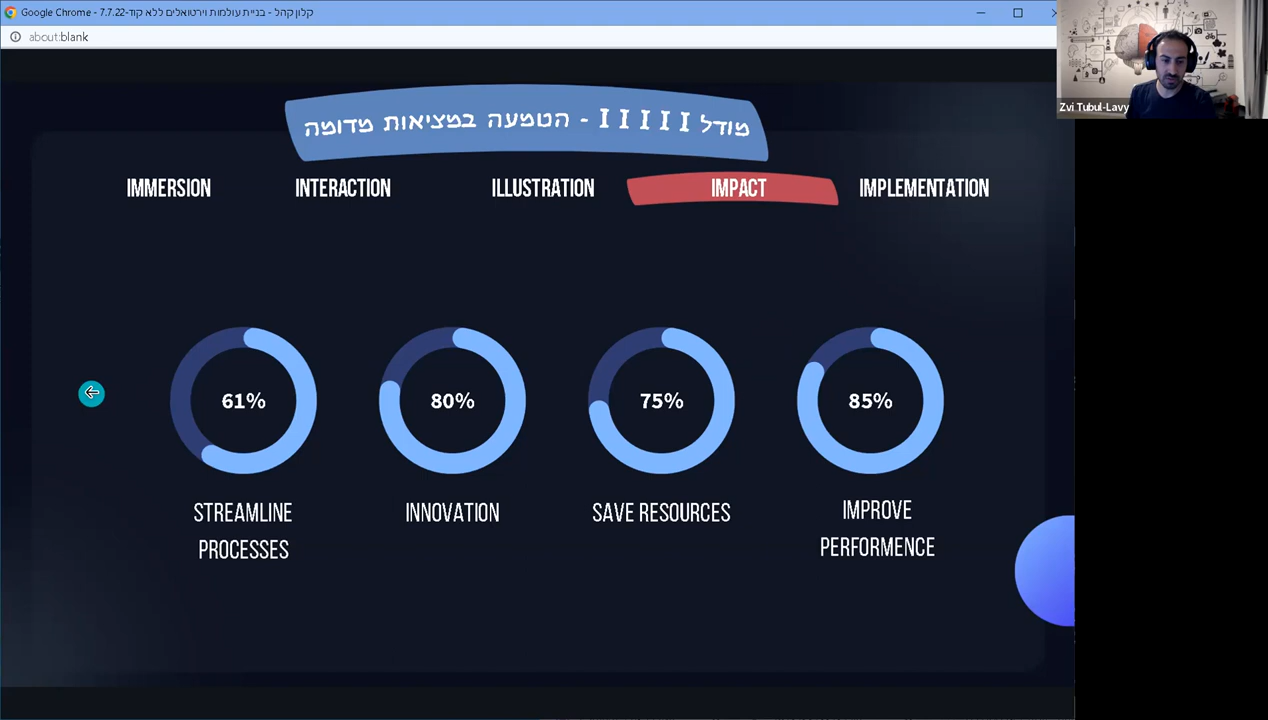 קלון קהל - בניית עולמות וירטואלים ללא קוד-7.7.22 - Google Chrome
about:blank
Zvi Tubul-Lavy
מודל I I I I I - הטמעה במציאות מדומה
IMMERSION INTERACTION ILLUSTRATION IMPACT IMPLEMENTATION
61% 80% 75% 85%
STREAMLINE PROCESSES
INNOVATION
SAVE RESOURCES
IMPROVE PERFORMENCE